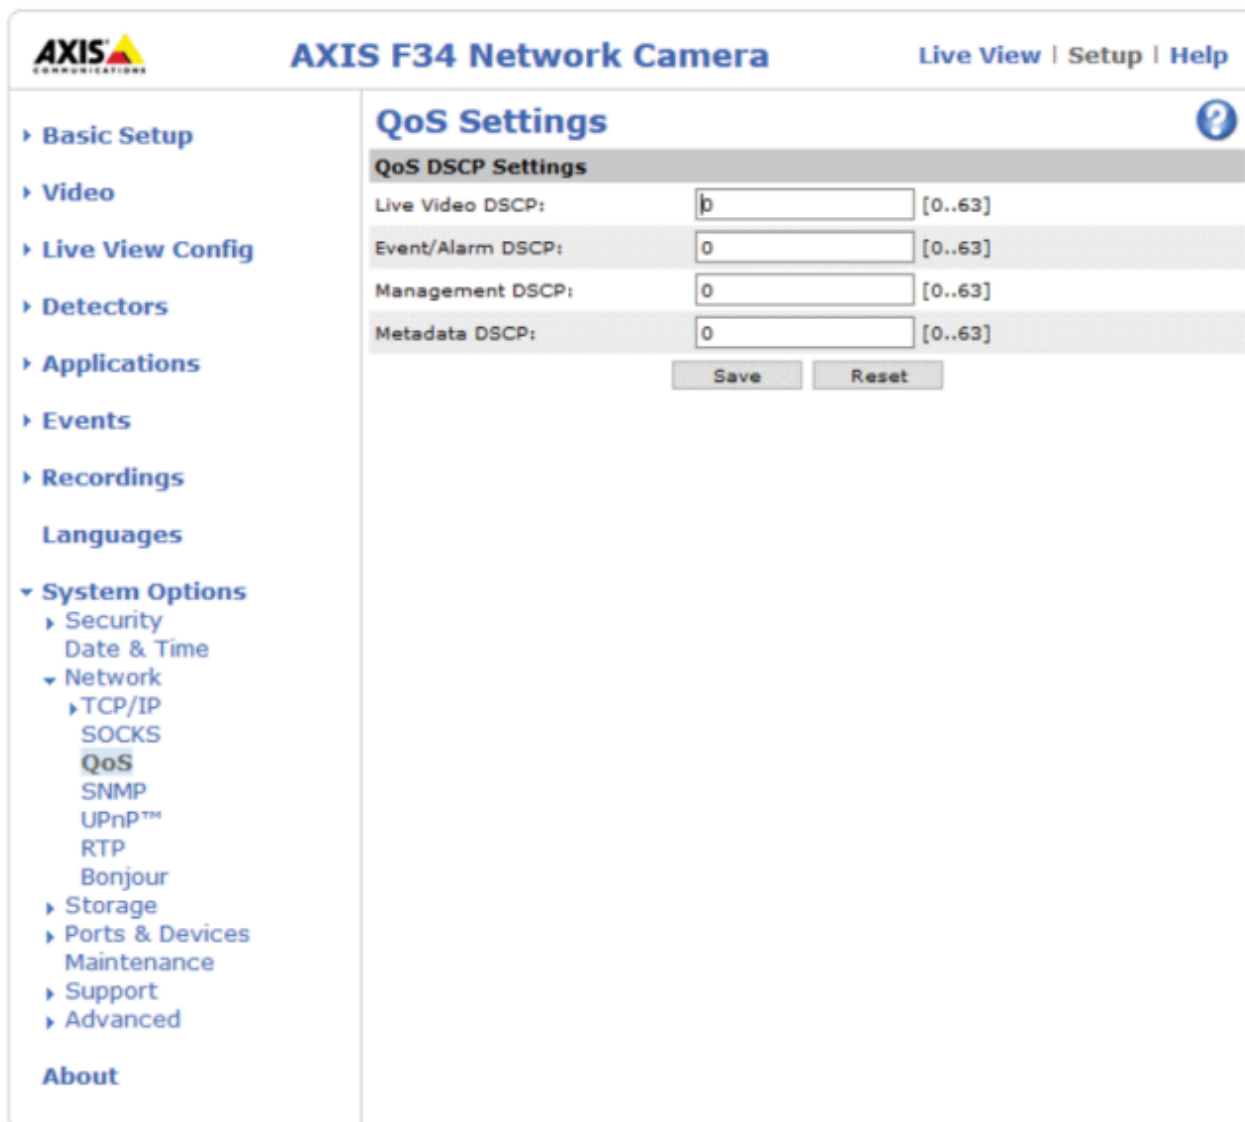 AXIS
COMMUNICATIONS
AXIS F34 Network Camera
Live View | Setup | Help
Basic Setup
Video
Live View Config
Detectors
Applications
Events
Recordings
Languages
System Options
Security
Date & Time
Network
TCP/IP
SOCKS
QoS
SNMP
UPnP™
RTP
Bonjour
Storage
Ports & Devices
Maintenance
Support
Advanced
About
QoS Settings
?
QoS DSCP Settings
Live Video DSCP: 0 [0..63]
Event/Alarm DSCP: 0 [0..63]
Management DSCP: 0 [0..63]
Metadata DSCP: 0 [0..63]
Save Reset